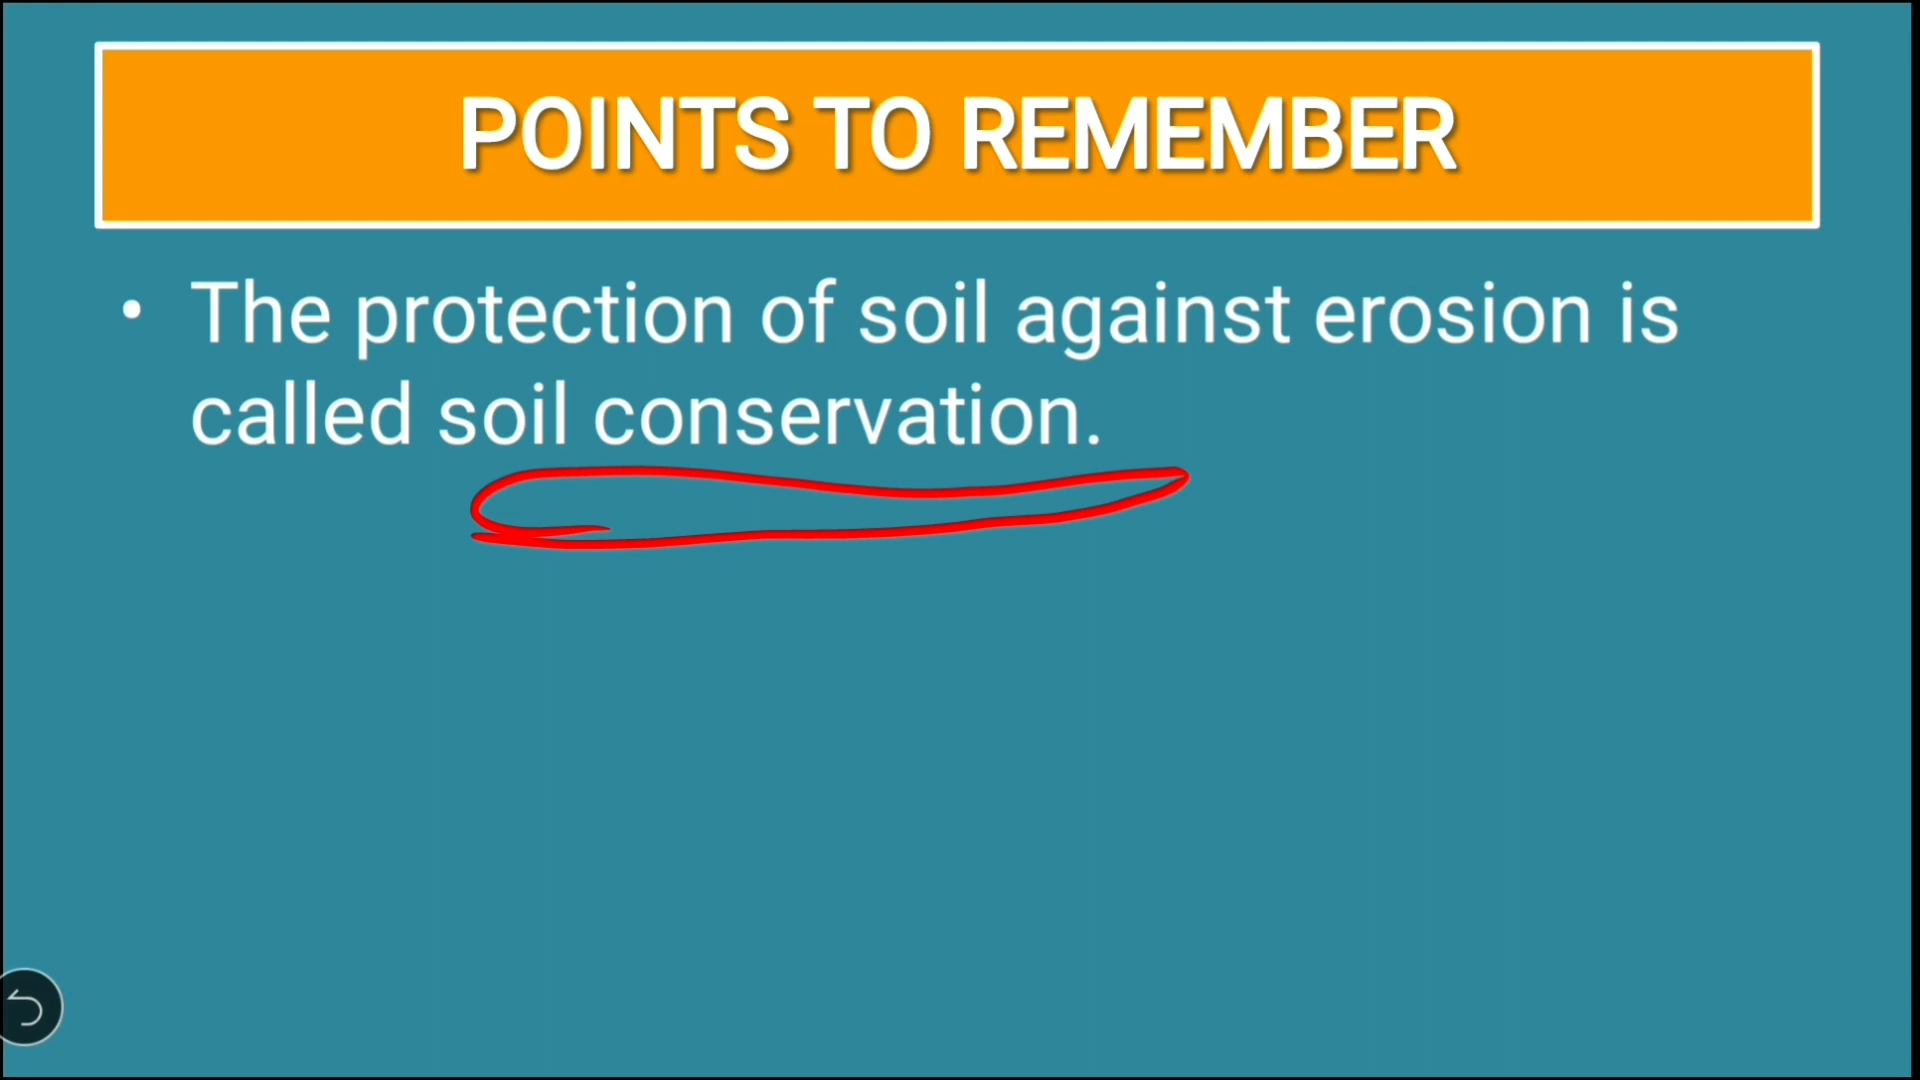 POINTS TO REMEMBER
• The protection of soil against erosion is
called soil conservation.